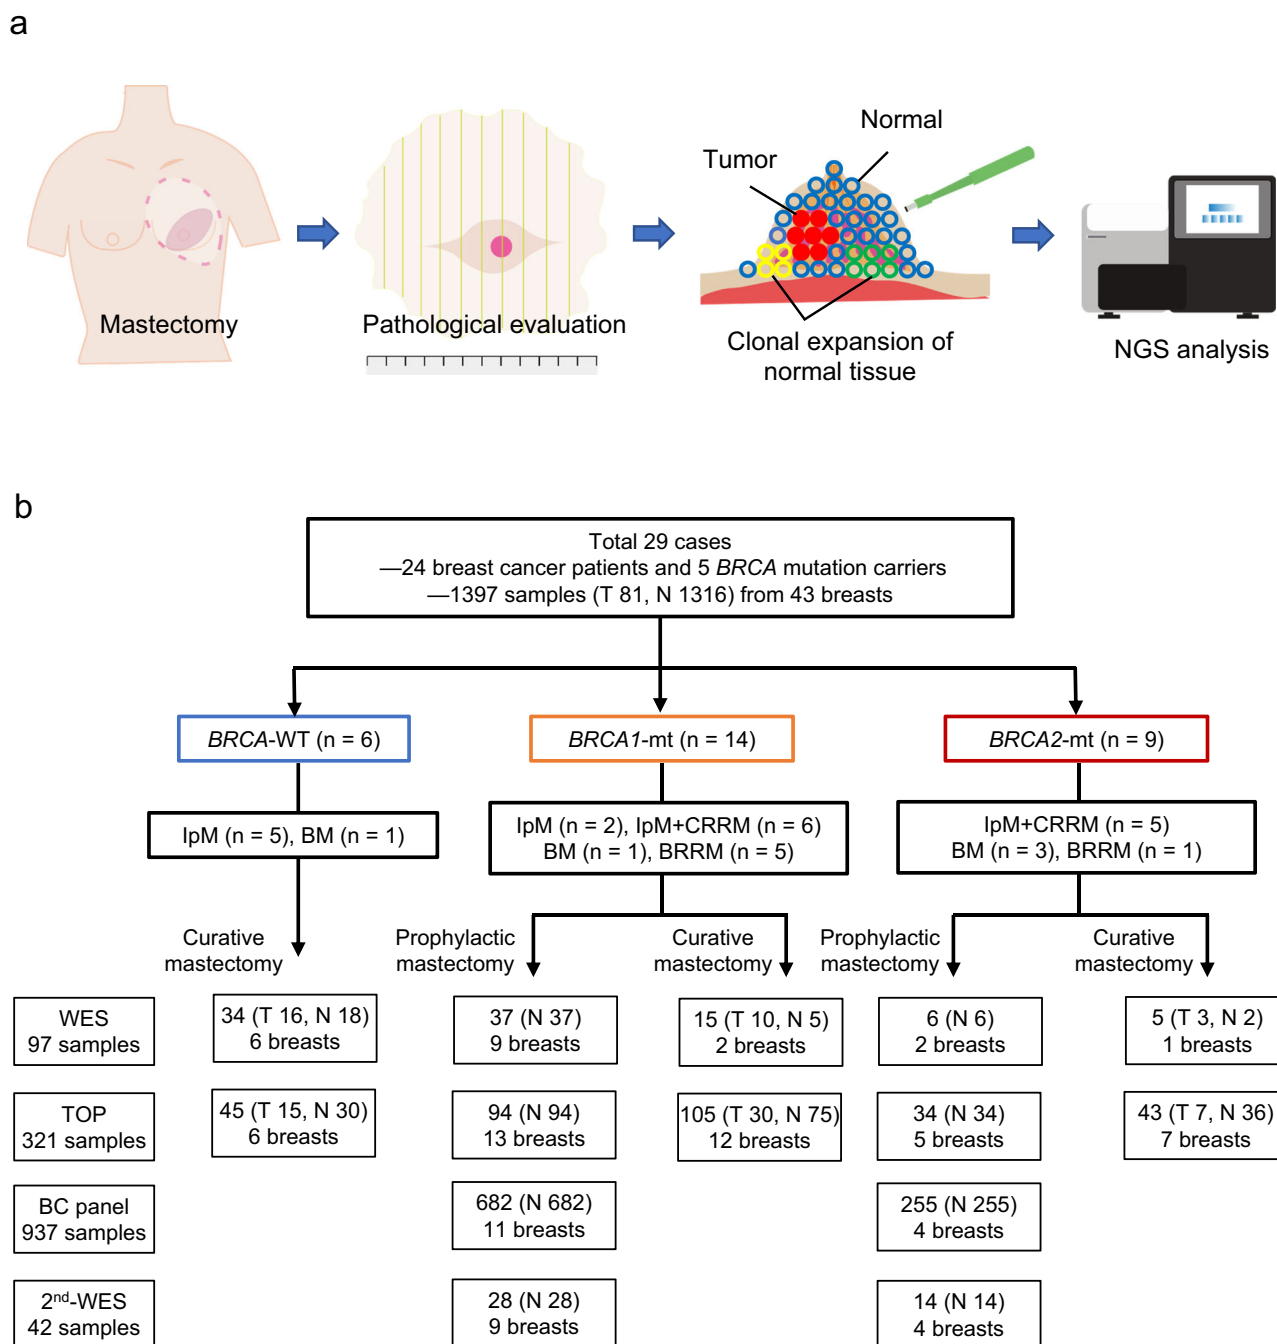 a
Normal
Tumor
Mastectomy
Pathological evaluation
Clonal expansion of
normal tissue
NGS analysis
b
Total 29 cases
—24 breast cancer patients and 5 BRCA mutation carriers
—1397 samples (T 81, N 1316) from 43 breasts
BRCA-WT (n = 6)
BRCA1-mt (n = 14)
BRCA2-mt (n = 9)
IpM (n = 5), BM (n = 1)
IpM (n = 2), IpM+CRRM (n = 6)
BM (n = 1), BRRM (n = 5)
IpM+CRRM (n = 5)
BM (n = 3), BRRM (n = 1)
Curative
mastectomy
Prophylactic
mastectomy
Curative
mastectomy
Prophylactic
mastectomy
Curative
mastectomy
WES
97 samples
34 (T 16, N 18)
6 breasts
37 (N 37)
9 breasts
15 (T 10, N 5)
2 breasts
6 (N 6)
2 breasts
5 (T 3, N 2)
1 breasts
TOP
321 samples
45 (T 15, N 30)
6 breasts
94 (N 94)
13 breasts
105 (T 30, N 75)
12 breasts
34 (N 34)
5 breasts
43 (T 7, N 36)
7 breasts
BC panel
937 samples
682 (N 682)
11 breasts
255 (N 255)
4 breasts
2nd-WES
42 samples
28 (N 28)
9 breasts
14 (N 14)
4 breasts